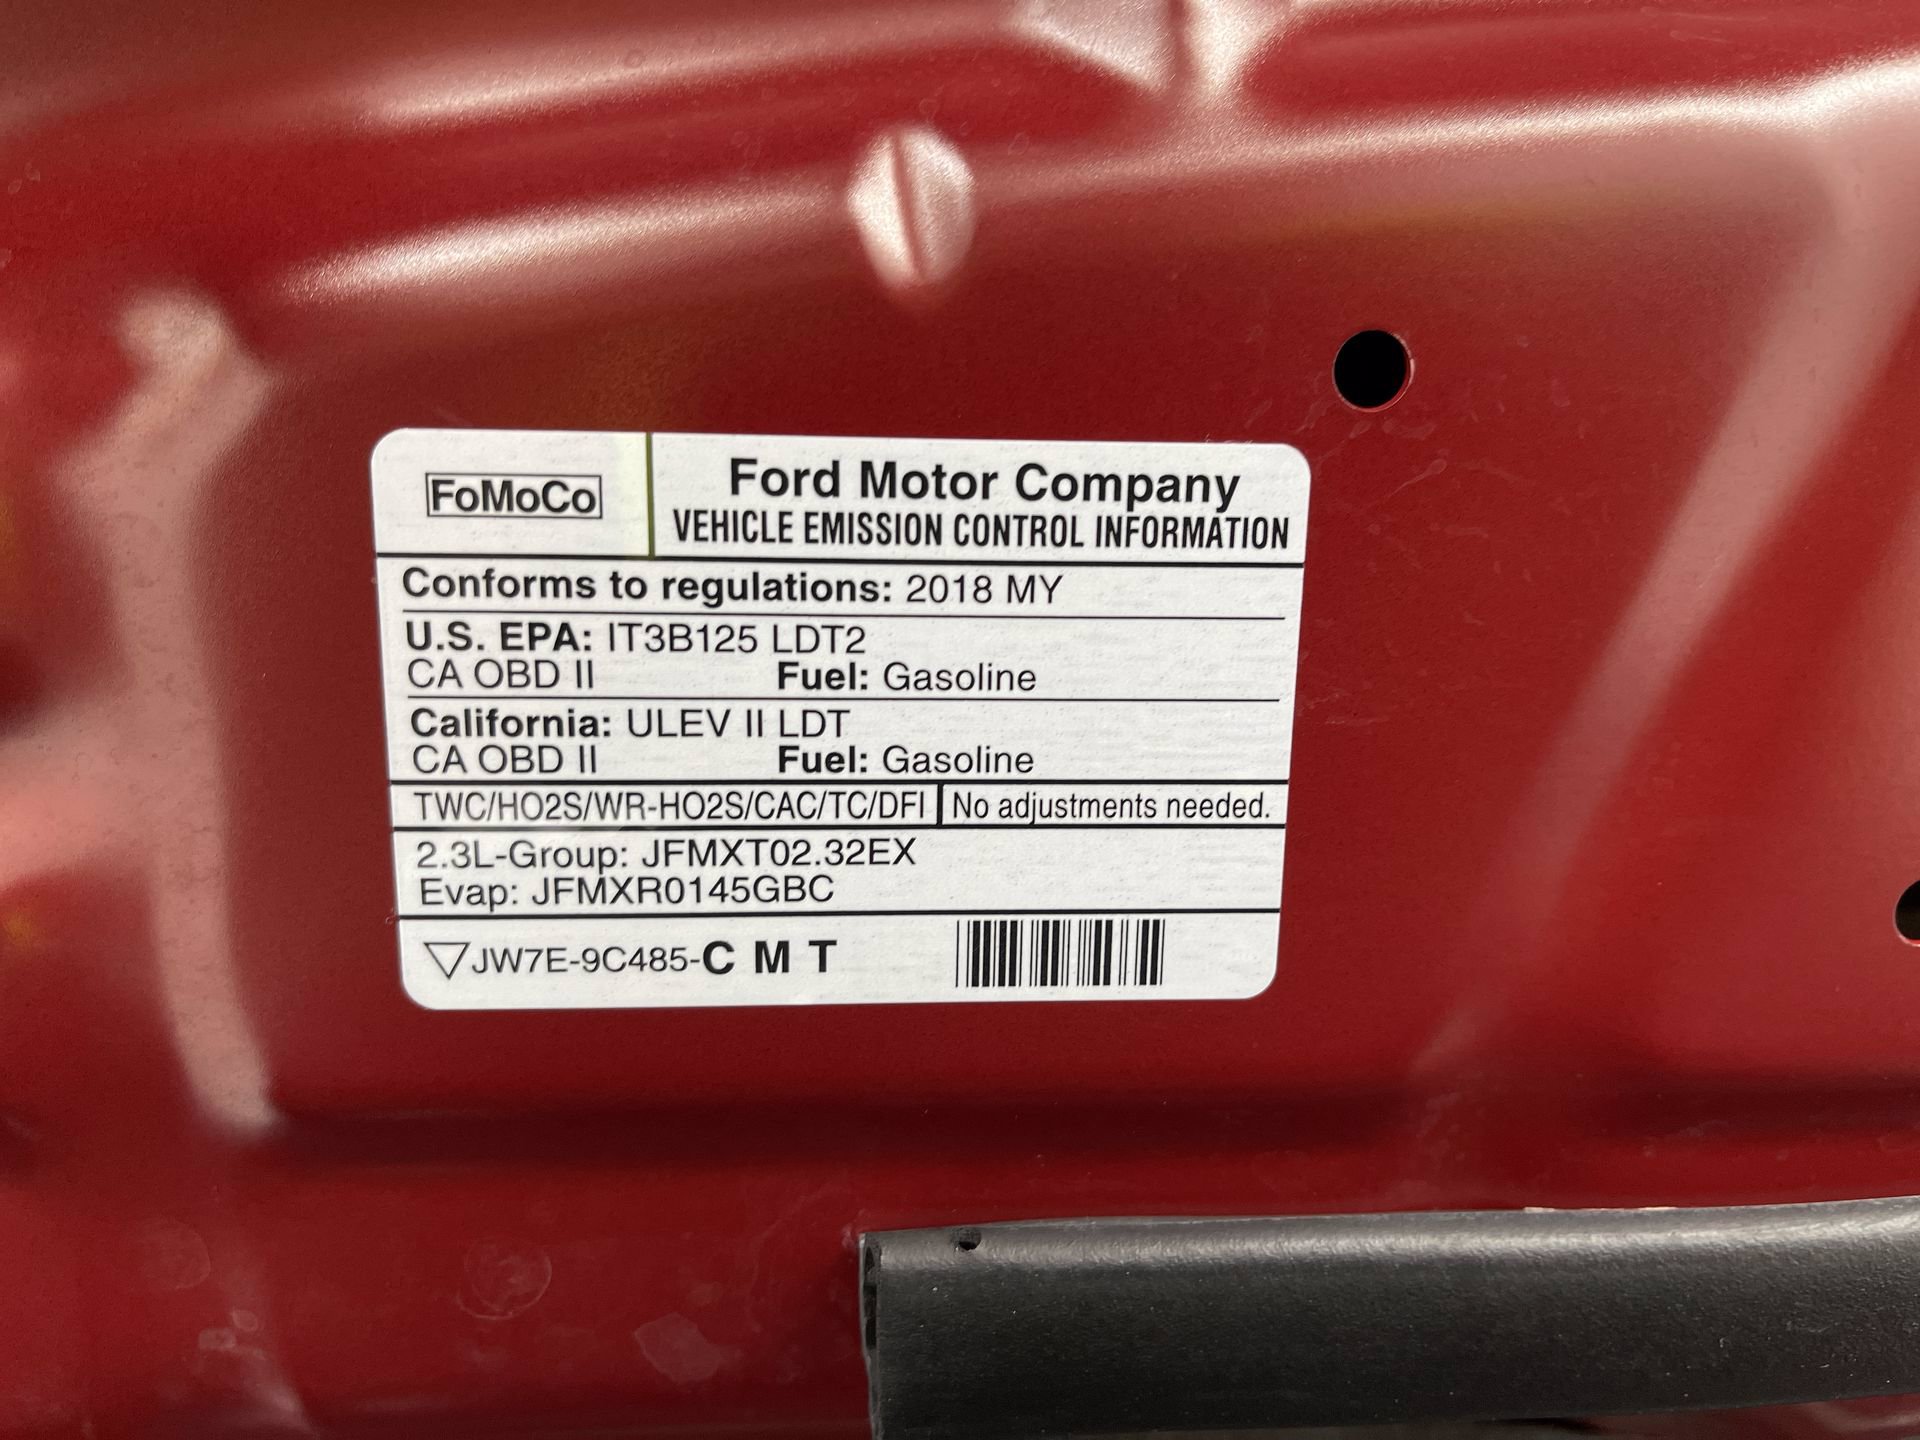 FoMoCo
Ford Motor Company
VEHICLE EMISSION CONTROL INFORMATION
Conforms to regulations: 2018 MY
U.S. EPA: IT3B125 LDT2
CA OBD II Fuel: Gasoline
California: ULEV II LDT
CA OBD II Fuel: Gasoline
TWC/HO2S/WR-HO2S/CAC/TC/DFI No adjustments needed.
2.3L-Group: JFMXT02.32EX
Evap: JFMXR0145GBC
JW7E-9C485-C M T